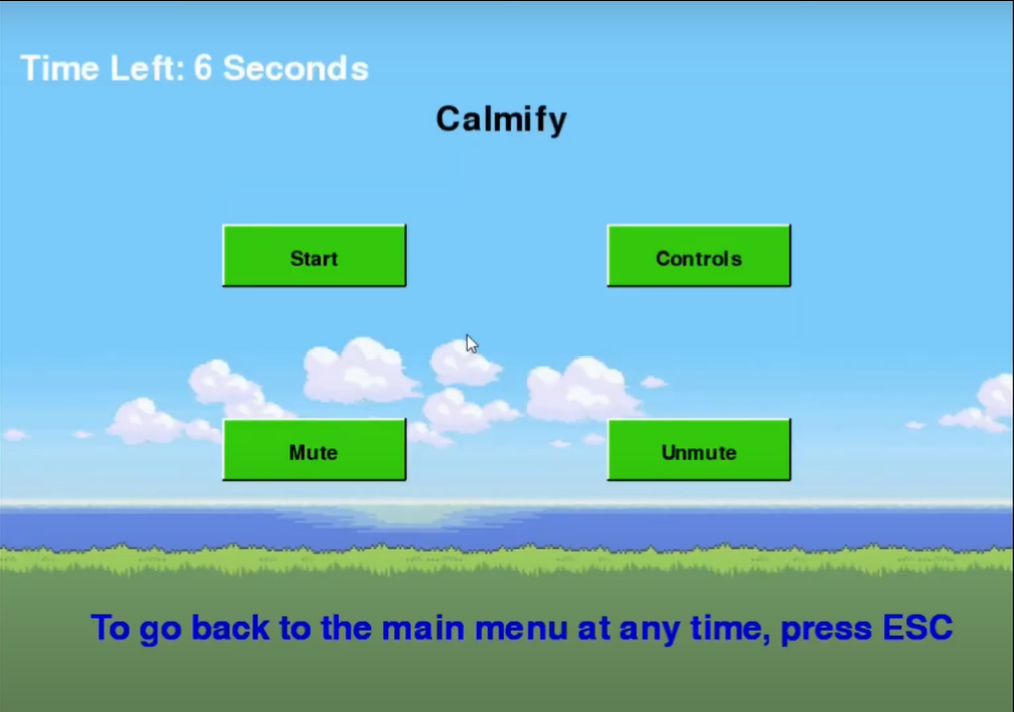 Time Left: 6 Seconds
Calmify
Start
Controls
Mute
Unmute
To go back to the main menu at any time, press ESC